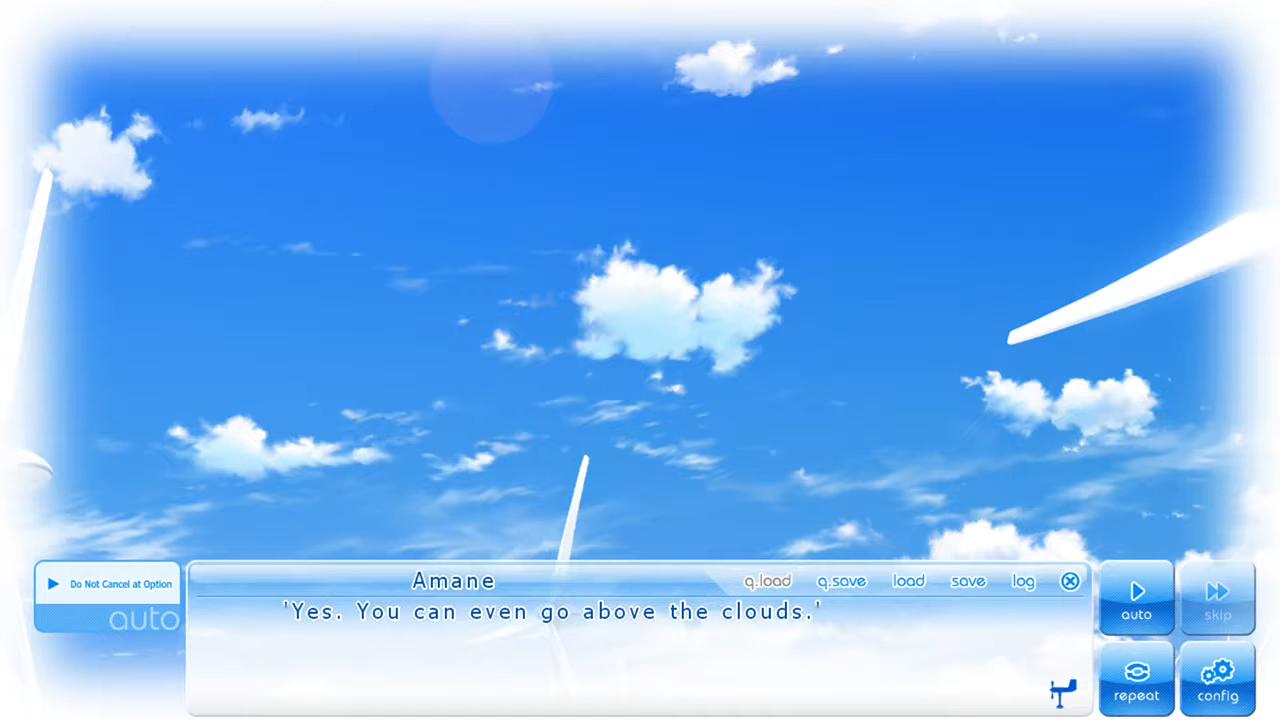 Do Not Cancel at Option
auto
Amane
q.load q.save load save log
'Yes. You can even go above the clouds.'
auto
skip
repeat
config